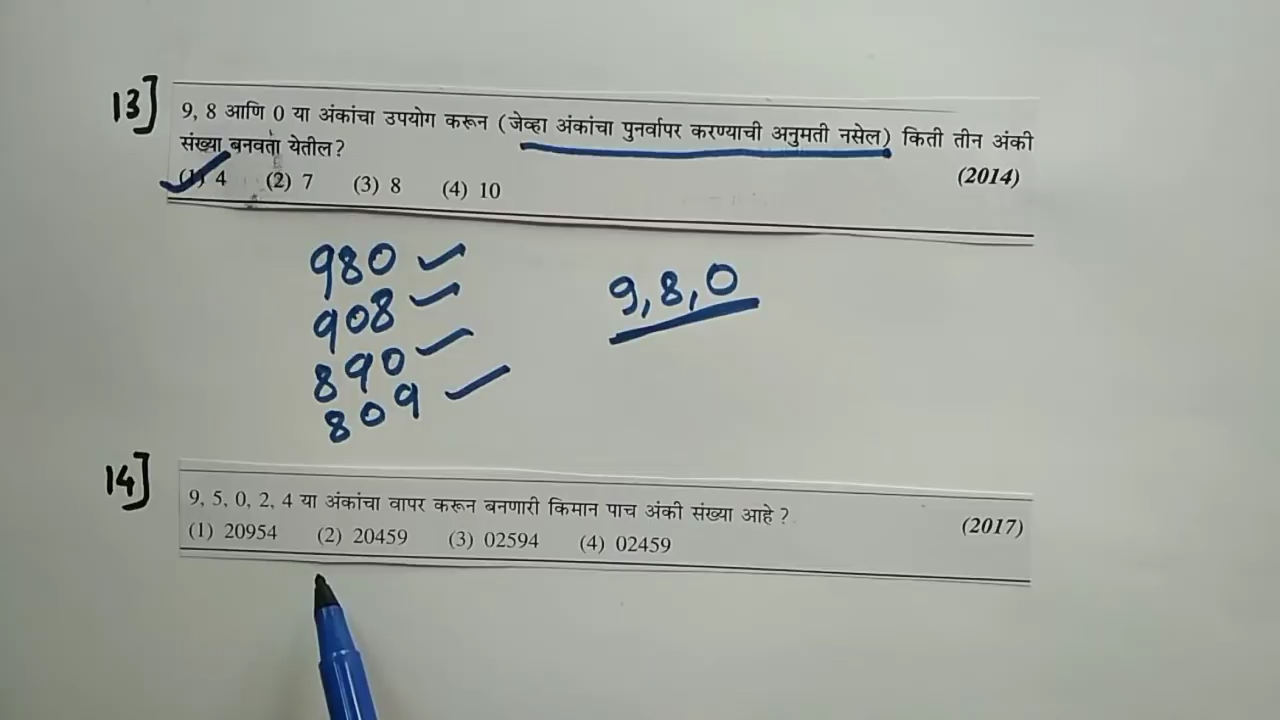 13]
9, 8 आणि 0 या अंकांचा उपयोग करून (जेव्हा अंकांचा पुनर्वापर करण्याची अनुमती नसेल) किती तीन अंकी
संख्या बनवता येतील?
(1) 4 (2) 7 (3) 8 (4) 10 (2014)
980
908
890
809
9, 8, 0
14]
9, 5, 0, 2, 4 या अंकांचा वापर करून बनणारी किमान पाच अंकी संख्या आहे ?
(1) 20954 (2) 20459 (3) 02594 (4) 02459 (2017)